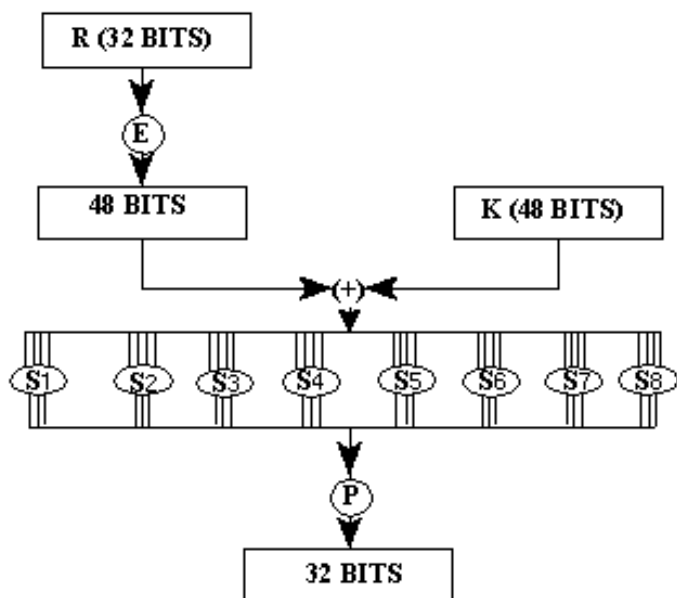 R (32 BITS)
E
48 BITS
K (48 BITS)
(+)
S1 S2 S3 S4 S5 S6 S7 S8
P
32 BITS